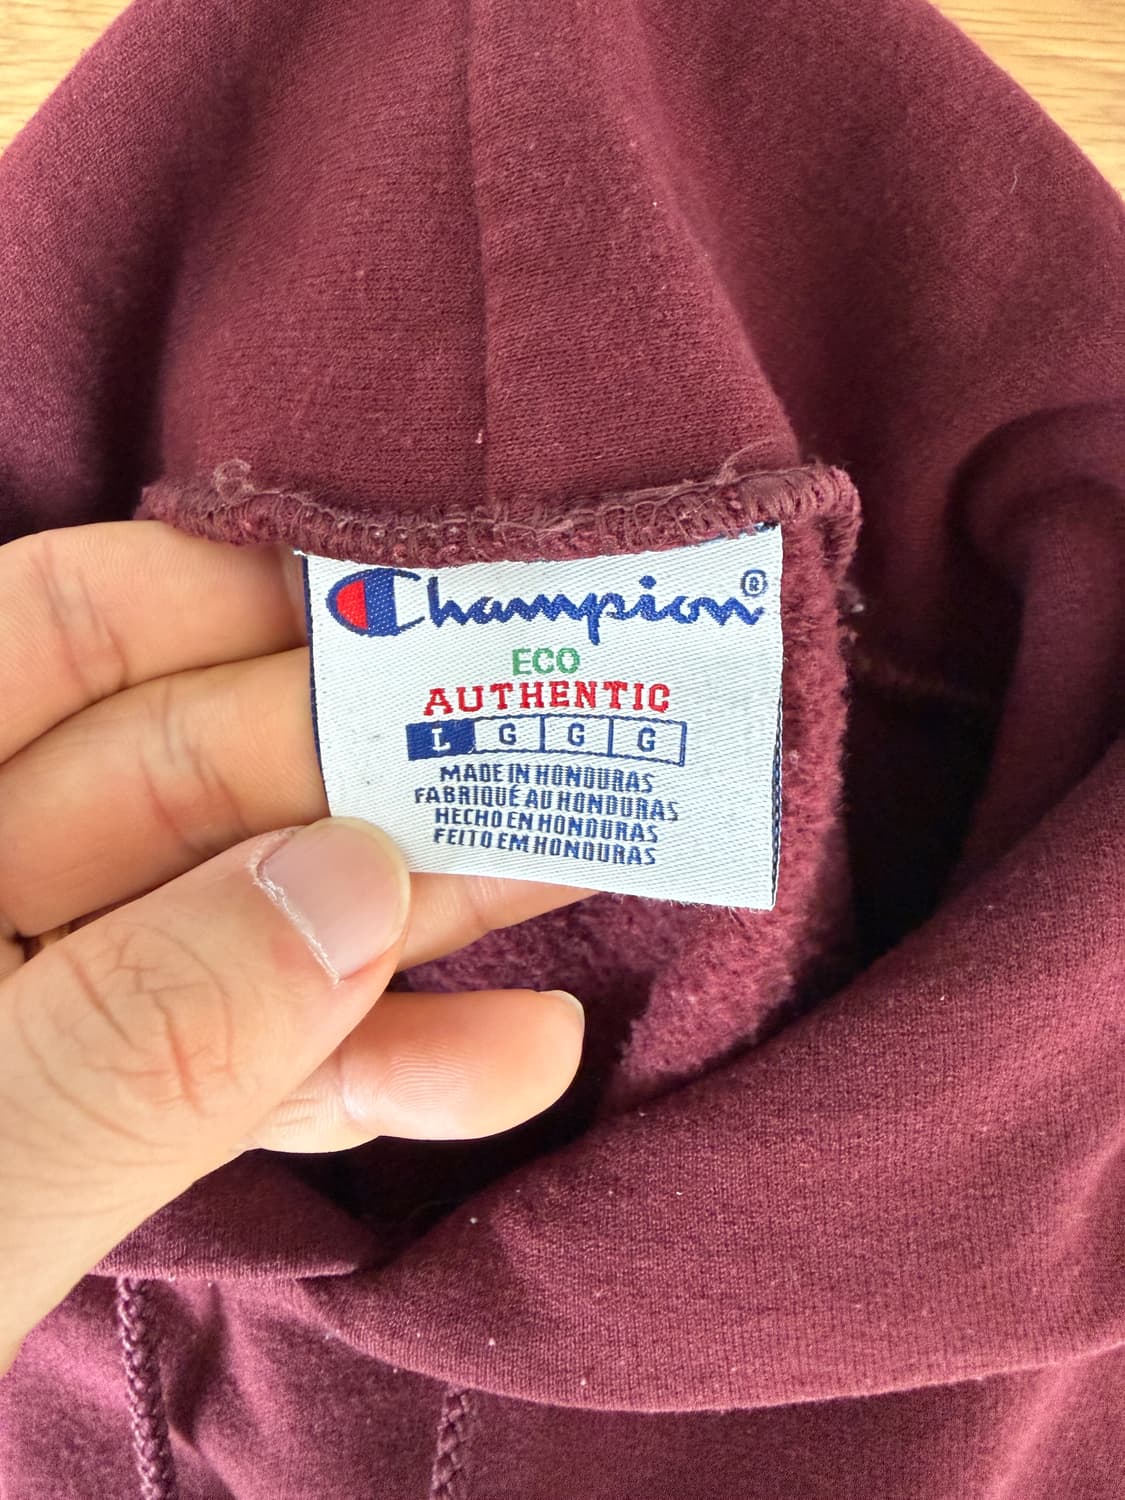 Champion®
ECO
AUTHENTIC
L G G G
MADE IN HONDURAS
FABRIQUÉ AU HONDURAS
HECHO EN HONDURAS
FEITO EM HONDURAS